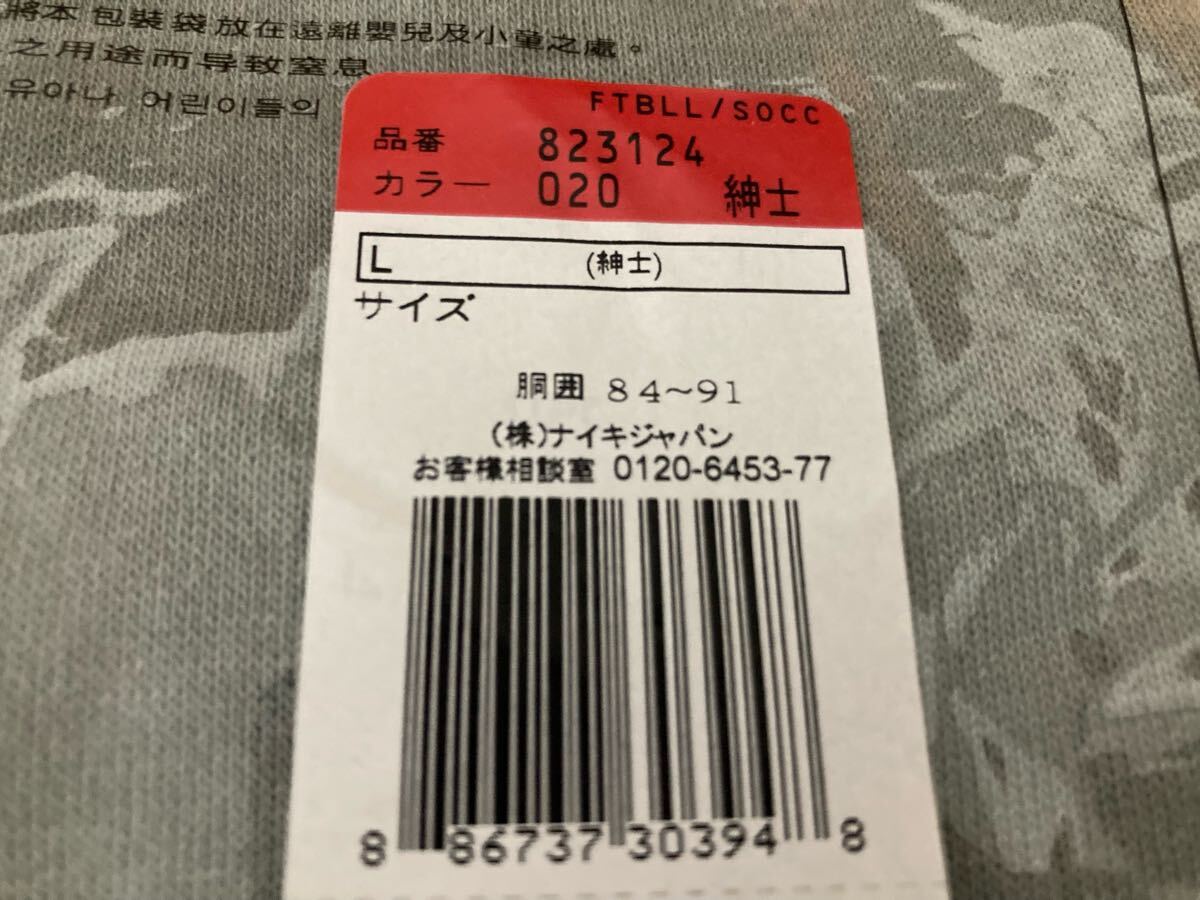 將本包裝袋放在遠離嬰兒及小童之處。
之用途而导致窒息
유아나 어린이들의
FTBLL/SOCC
品番 823124
カラー 020 紳士
L (紳士)
サイズ
胴囲 84~91
(株)ナイキジャパン
お客様相談室 0120-6453-77
8 86737 30394 8